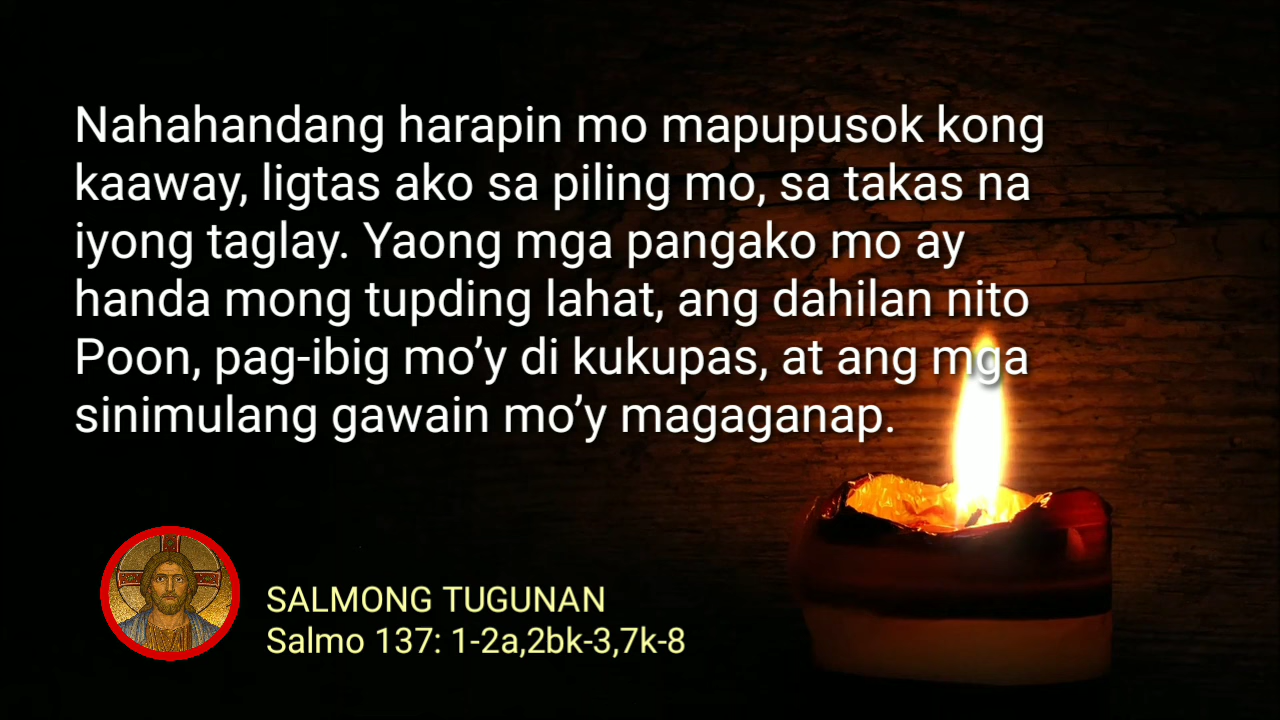 Nahahandang harapin mo mapupusok kong
kaaway, ligtas ako sa piling mo, sa takas na
iyong taglay. Yaong mga pangako mo ay
handa mong tupding lahat, ang dahilan nito
Poon, pag-ibig mo’y di kukupas, at ang mga
sinimulang gawain mo’y magaganap.
SALMONG TUGUNAN
Salmo 137: 1-2a,2bk-3,7k-8